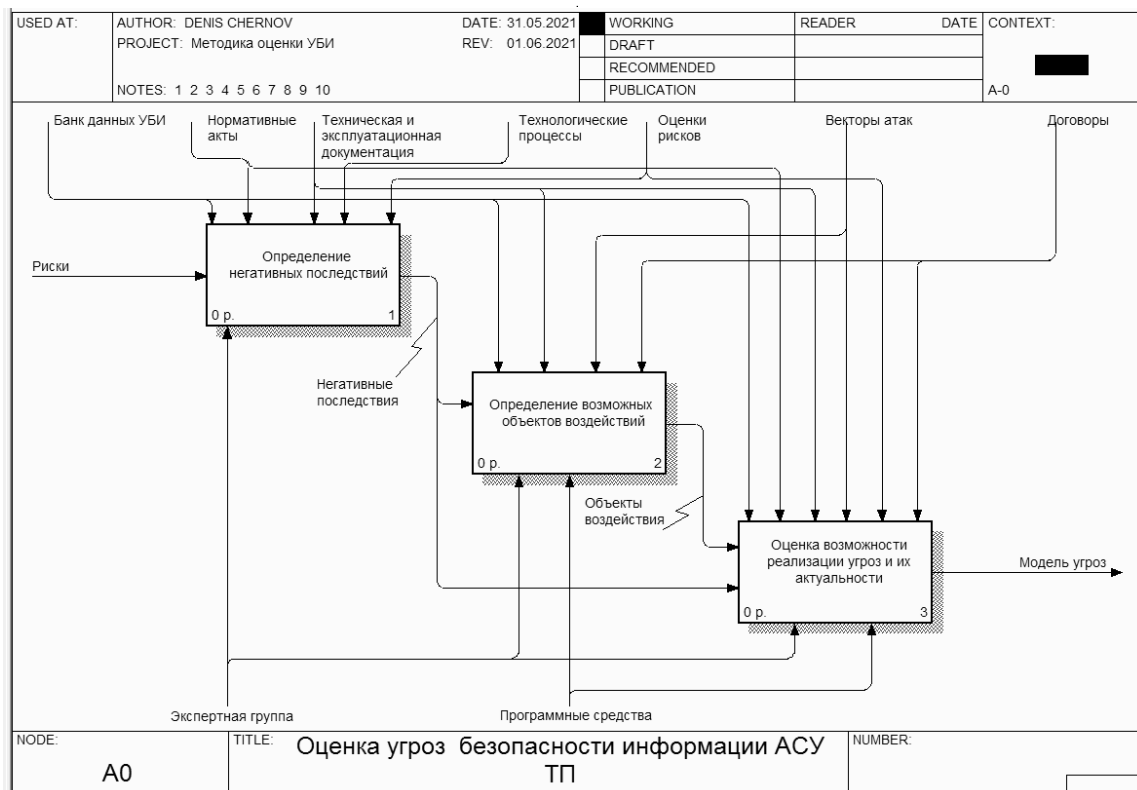 USED AT:
AUTHOR: DENIS CHERNOV
DATE: 31.05.2021
WORKING
READER
DATE
CONTEXT:
PROJECT: Методика оценки УБИ
REV: 01.06.2021
DRAFT
RECOMMENDED
NOTES: 1 2 3 4 5 6 7 8 9 10
PUBLICATION
A-0
Банк данных УБИ
Нормативные
акты
Техническая и
эксплуатационная
документация
Технологические
процессы
Оценки
рисков
Векторы атак
Договоры
Риски
Определение
негативных последствий
0 р.
1
Негативные
последствия
Определение возможных
объектов воздействий
0 р.
2
Объекты
воздействия
Оценка возможности
реализации угроз и их
актуальности
0 р.
3
Модель угроз
Экспертная группа
Программные средства
NODE:
A0
TITLE:
Оценка угроз безопасности информации АСУ
ТП
NUMBER: